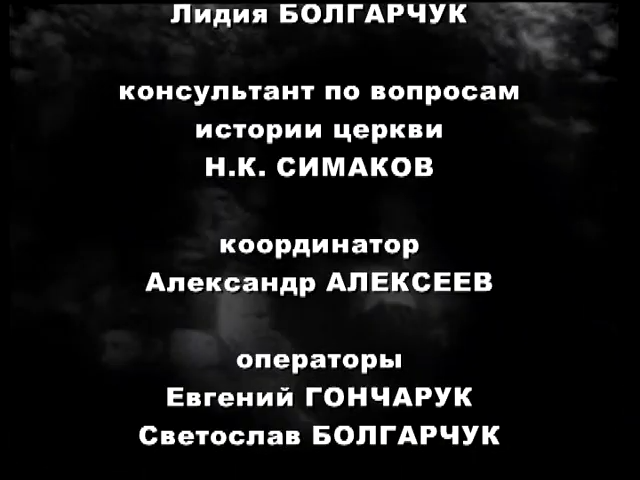 Лидия БОЛГАРЧУК
консультант по вопросам
истории церкви
Н.К. СИМАКОВ
координатор
Александр АЛЕКСЕЕВ
операторы
Евгений ГОНЧАРУК
Светослав БОЛГАРЧУК